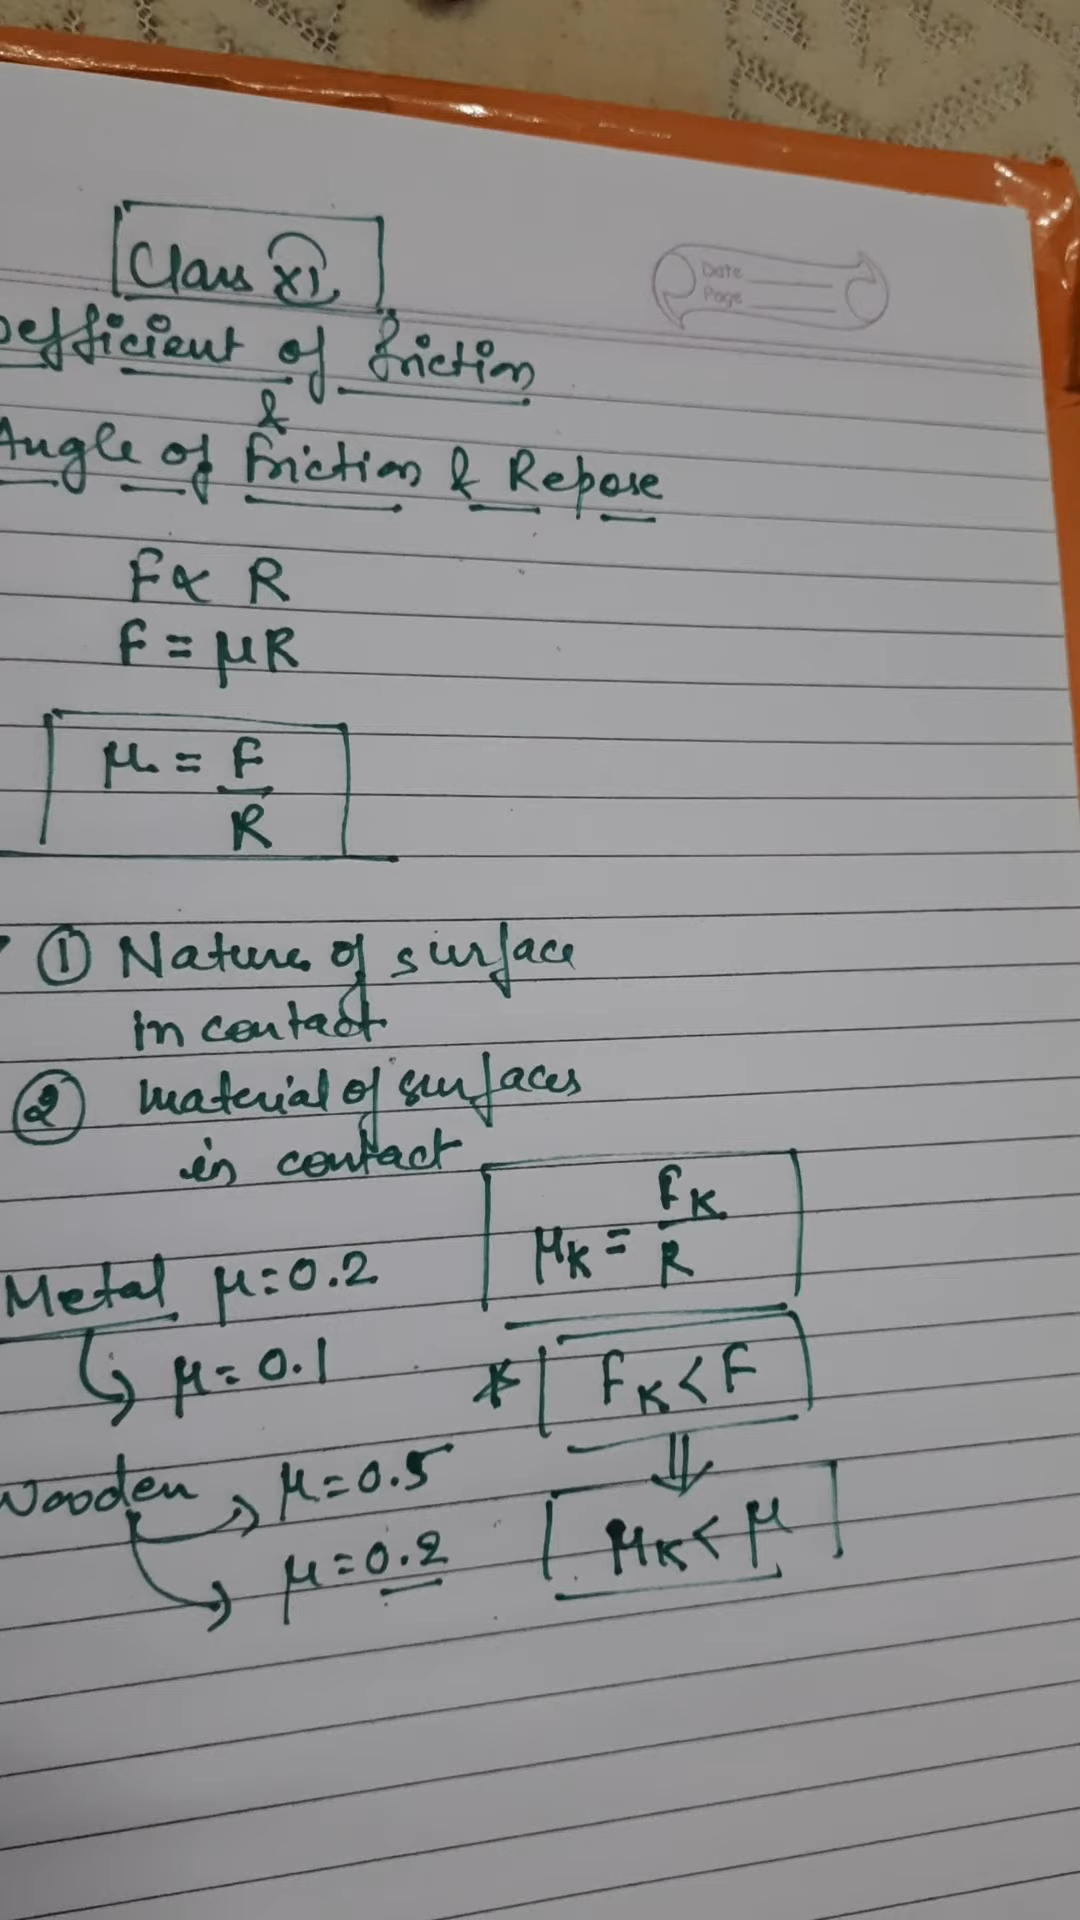 Class XI
oefficient of friction
&
Angle of friction & Repose
Date
Page
F ∝ R
F = μR
μ = F
R
① Nature of surface
in contact
② material of surfaces
in contact
μK = FK
R
Metal μ = 0.2
μ = 0.1
* FK < F
⇓
Wooden → μ = 0.5
μK < μ
→ μ = 0.2